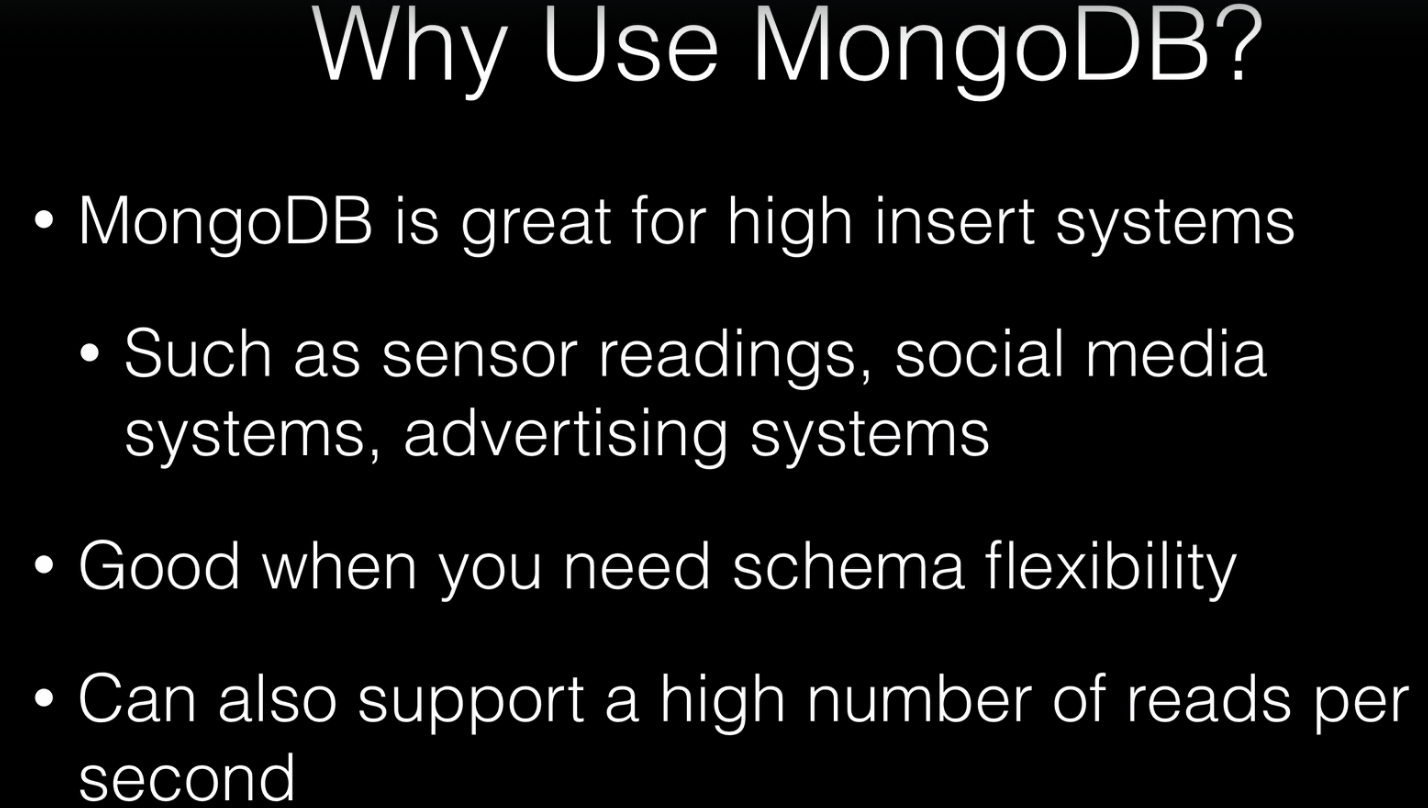 Why Use MongoDB?
• MongoDB is great for high insert systems
• Such as sensor readings, social media
systems, advertising systems
• Good when you need schema flexibility
• Can also support a high number of reads per
second